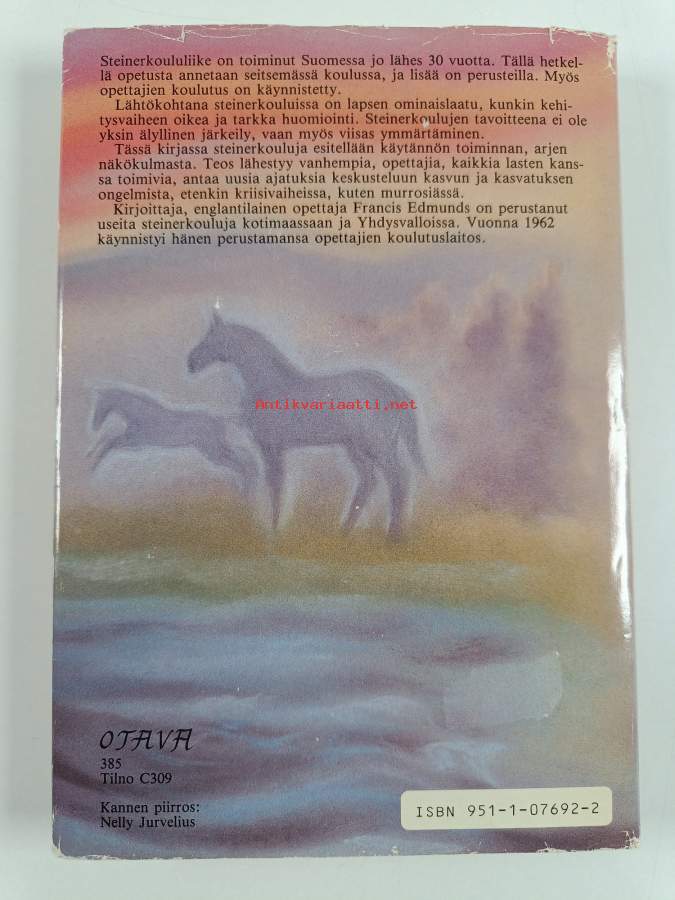 Steinerkoululiike on toiminut Suomessa jo lähes 30 vuotta. Tällä hetkel-
lä opetusta annetaan seitsemässä koulussa, ja lisää on perusteilla. Myös
opettajien koulutus on käynnistetty.
Lähtökohtana steinerkouluissa on lapsen ominaislaatu, kunkin kehi-
tysvaiheen oikea ja tarkka huomiointi. Steinerkoulujen tavoitteena ei ole
yksin älyllinen järkeily, vaan myös viisas ymmärtäminen.
Tässä kirjassa steinerkouluja esitellään käytännön toiminnan, arjen
näkökulmasta. Teos lähestyy vanhempia, opettajia, kaikkia lasten kans-
sa toimivia, antaa uusia ajatuksia keskusteluun kasvun ja kasvatuksen
ongelmista, etenkin kriisivaiheissa, kuten murrosiässä.
Kirjoittaja, englantilainen opettaja Francis Edmunds on perustanut
useita steinerkouluja kotimaassaan ja Yhdysvalloissa. Vuonna 1962
käynnistyi hänen perustamansa opettajien koulutuslaitos.
Antikvariaatti.net
OTAVA
385
Tilno C309
Kannen piirros:
Nelly Jurvelius
ISBN 951-1-07692-2